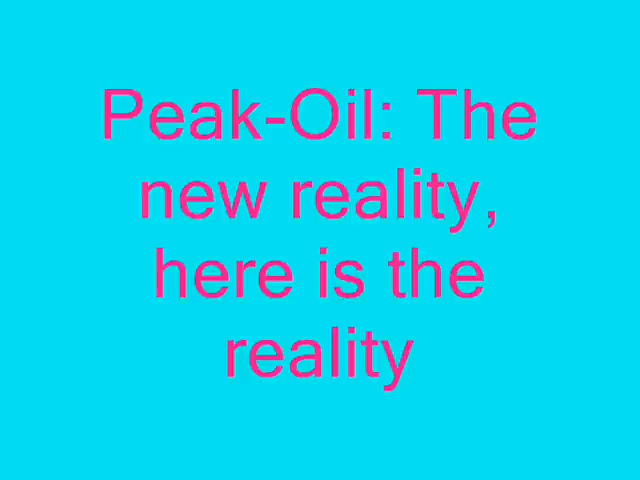 Peak-Oil: The
new reality,
here is the
reality